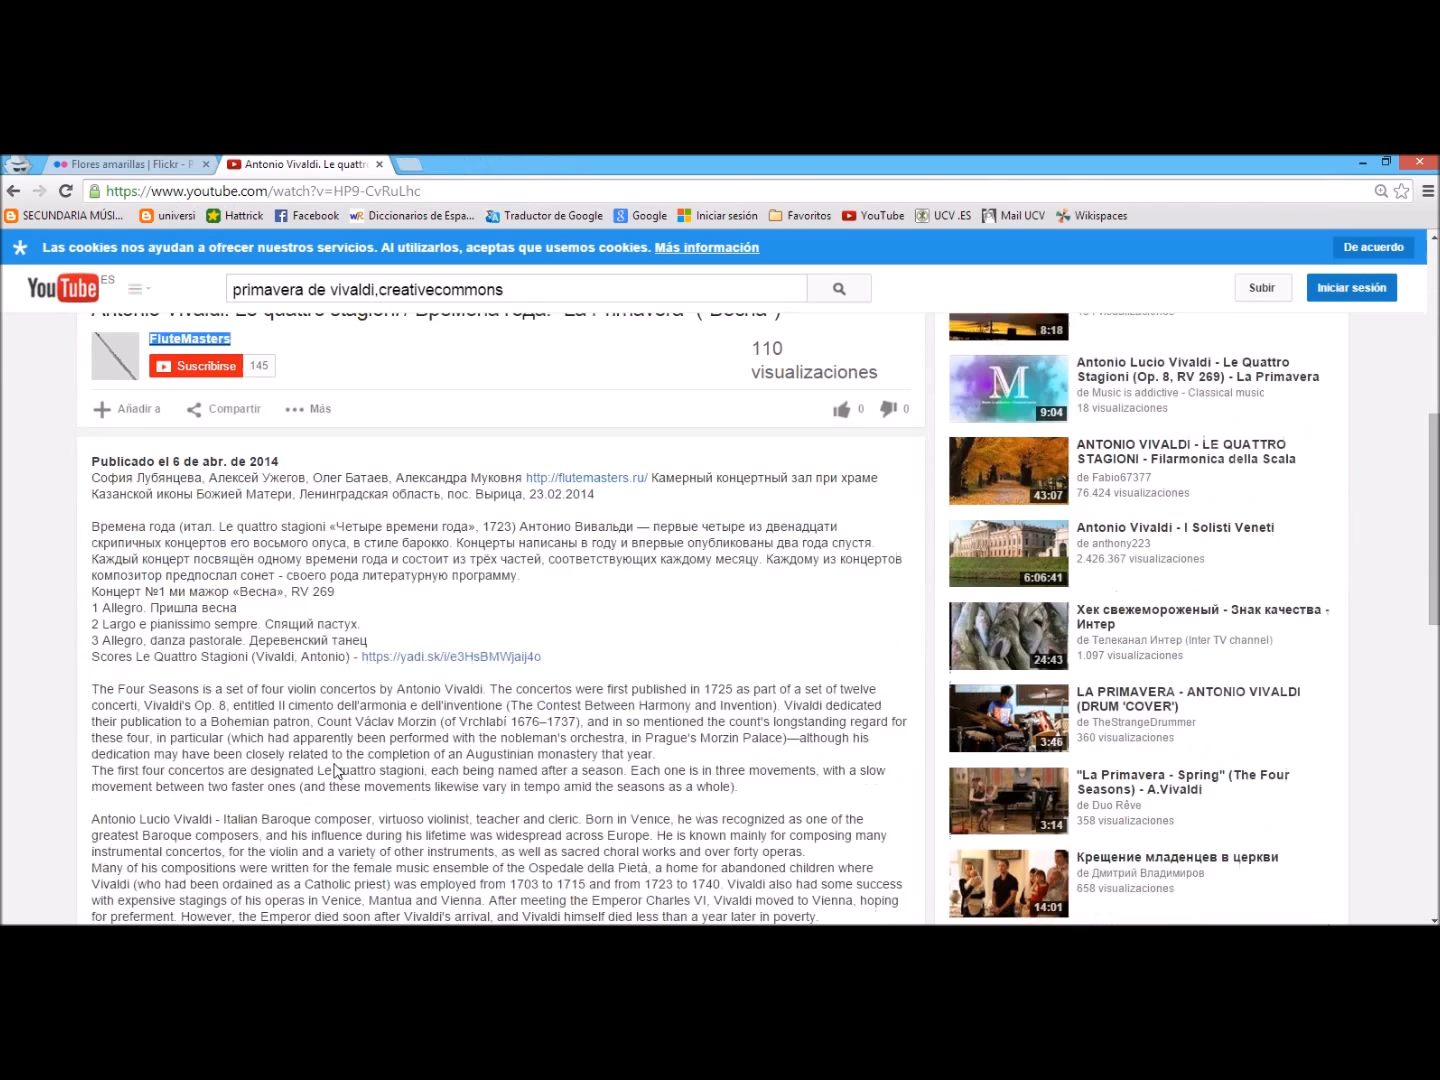 Flores amarillas | Flickr - P
Antonio Vivaldi. Le quattr
https://www.youtube.com/watch?v=HP9-CvRuLhc
SECUNDARIA MÚSI...
universi
Hattrick
Facebook
Diccionarios de Espa...
Traductor de Google
Google
Iniciar sesión
Favoritos
YouTube
UCV .ES
Mail UCV
Wikispaces
Las cookies nos ayudan a ofrecer nuestros servicios. Al utilizarlos, aceptas que usemos cookies. Más información
De acuerdo
YouTube ES
primavera de vivaldi,creativecommons
Subir
Iniciar sesión
Antonio Vivaldi. Le quattro stagioni / Времена года. "La Primavera" ("Весна")
FluteMasters
Suscribirse 145
110
visualizaciones
Añadir a
Compartir
Más
0
0
Publicado el 6 de abr. de 2014
София Лубянцева, Алексей Ужегов, Олег Батаев, Александра Муковня http://flutemasters.ru/ Камерный концертный зал при храме
Казанской иконы Божией Матери, Ленинградская область, пос. Вырица, 23.02.2014
Времена года (итал. Le quattro stagioni «Четыре времени года», 1723) Антонио Вивальди — первые четыре из двенадцати
скрипичных концертов его восьмого опуса, в стиле барокко. Концерты написаны в году и впервые опубликованы два года спустя.
Каждый концерт посвящён одному времени года и состоит из трёх частей, соответствующих каждому месяцу. Каждому из концертов
композитор предпослал сонет - своего рода литературную программу.
Концерт №1 ми мажор «Весна», RV 269
1 Allegro. Пришла весна
2 Largo e pianissimo sempre. Спящий пастух.
3 Allegro, danza pastorale. Деревенский танец
Scores Le Quattro Stagioni (Vivaldi, Antonio) - https://yadi.sk/i/e3HsBMWjaij4o
The Four Seasons is a set of four violin concertos by Antonio Vivaldi. The concertos were first published in 1725 as part of a set of twelve
concerti, Vivaldi's Op. 8, entitled Il cimento dell'armonia e dell'inventione (The Contest Between Harmony and Invention). Vivaldi dedicated
their publication to a Bohemian patron, Count Václav Morzin (of Vrchlabí 1676–1737), and in so mentioned the count's longstanding regard for
these four, in particular (which had apparently been performed with the nobleman's orchestra, in Prague's Morzin Palace)—although his
dedication may have been closely related to the completion of an Augustinian monastery that year.
The first four concertos are designated Le quattro stagioni, each being named after a season. Each one is in three movements, with a slow
movement between two faster ones (and these movements likewise vary in tempo amid the seasons as a whole).
Antonio Lucio Vivaldi - Italian Baroque composer, virtuoso violinist, teacher and cleric. Born in Venice, he was recognized as one of the
greatest Baroque composers, and his influence during his lifetime was widespread across Europe. He is known mainly for composing many
instrumental concertos, for the violin and a variety of other instruments, as well as sacred choral works and over forty operas.
Many of his compositions were written for the female music ensemble of the Ospedale della Pietà, a home for abandoned children where
Vivaldi (who had been ordained as a Catholic priest) was employed from 1703 to 1715 and from 1723 to 1740. Vivaldi also had some success
with expensive stagings of his operas in Venice, Mantua and Vienna. After meeting the Emperor Charles VI, Vivaldi moved to Vienna, hoping
for preferment. However, the Emperor died soon after Vivaldi's arrival, and Vivaldi himself died less than a year later in poverty.
8:18
Antonio Lucio Vivaldi - Le Quattro
Stagioni (Op. 8, RV 269) - La Primavera
de Music is addictive - Classical music
18 visualizaciones
M
9:04
ANTONIO VIVALDI - LE QUATTRO
STAGIONI - Filarmonica della Scala
de Fabio67377
76.424 visualizaciones
43:07
Antonio Vivaldi - I Solisti Veneti
de anthony223
2.426.367 visualizaciones
6:06:41
Хек свежемороженый - Знак качества -
Интер
de Телеканал Интер (Inter TV channel)
1.097 visualizaciones
24:43
LA PRIMAVERA - ANTONIO VIVALDI
(DRUM 'COVER')
de TheStrangeDrummer
360 visualizaciones
3:46
"La Primavera - Spring" (The Four
Seasons) - A.Vivaldi
de Duo Rêve
358 visualizaciones
3:14
Крещение младенцев в церкви
de Дмитрий Владимиров
658 visualizaciones
14:01